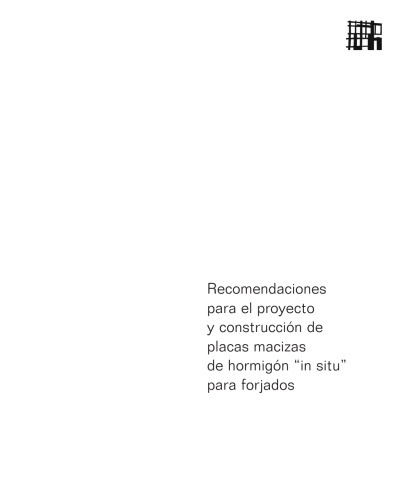 Recomendaciones
para el proyecto
y construcción de
placas macizas
de hormigón “in situ”
para forjados